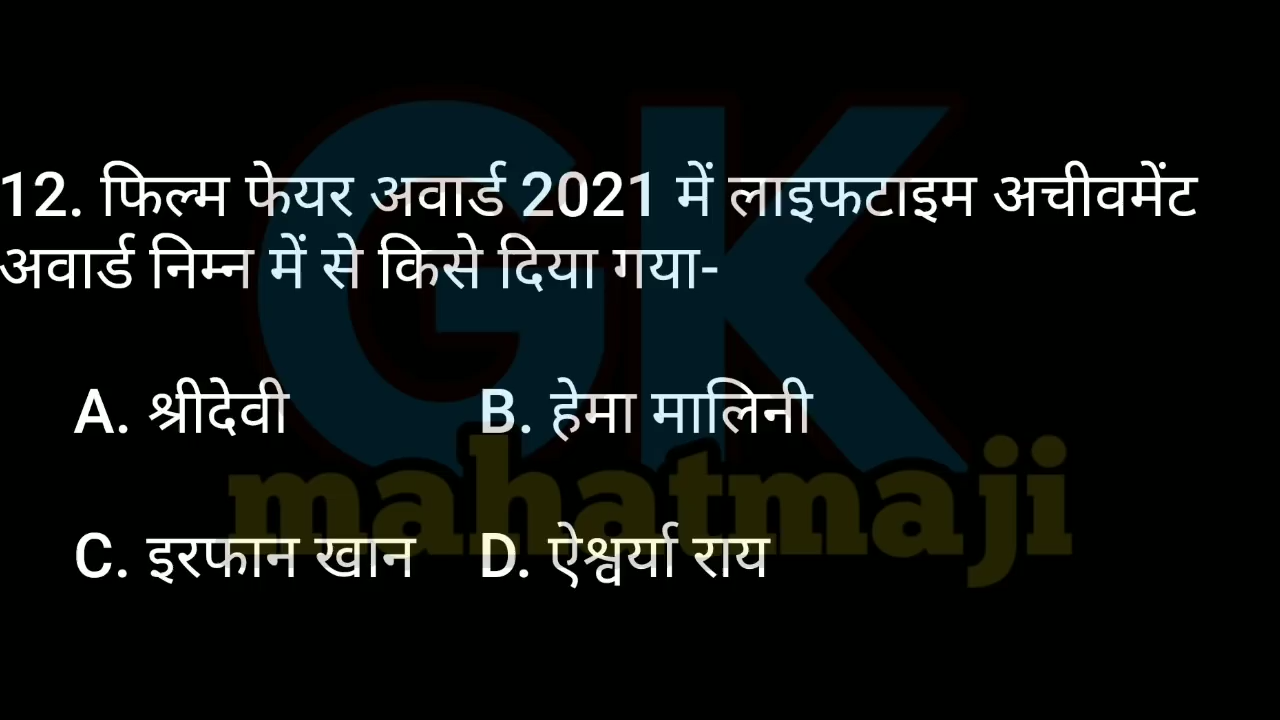 12. फिल्म फेयर अवार्ड 2021 में लाइफटाइम अचीवमेंट
अवार्ड निम्न में से किसे दिया गया-
A. श्रीदेवी B. हेमा मालिनी
C. इरफान खान D. ऐश्वर्या राय
GK
mahatmaji